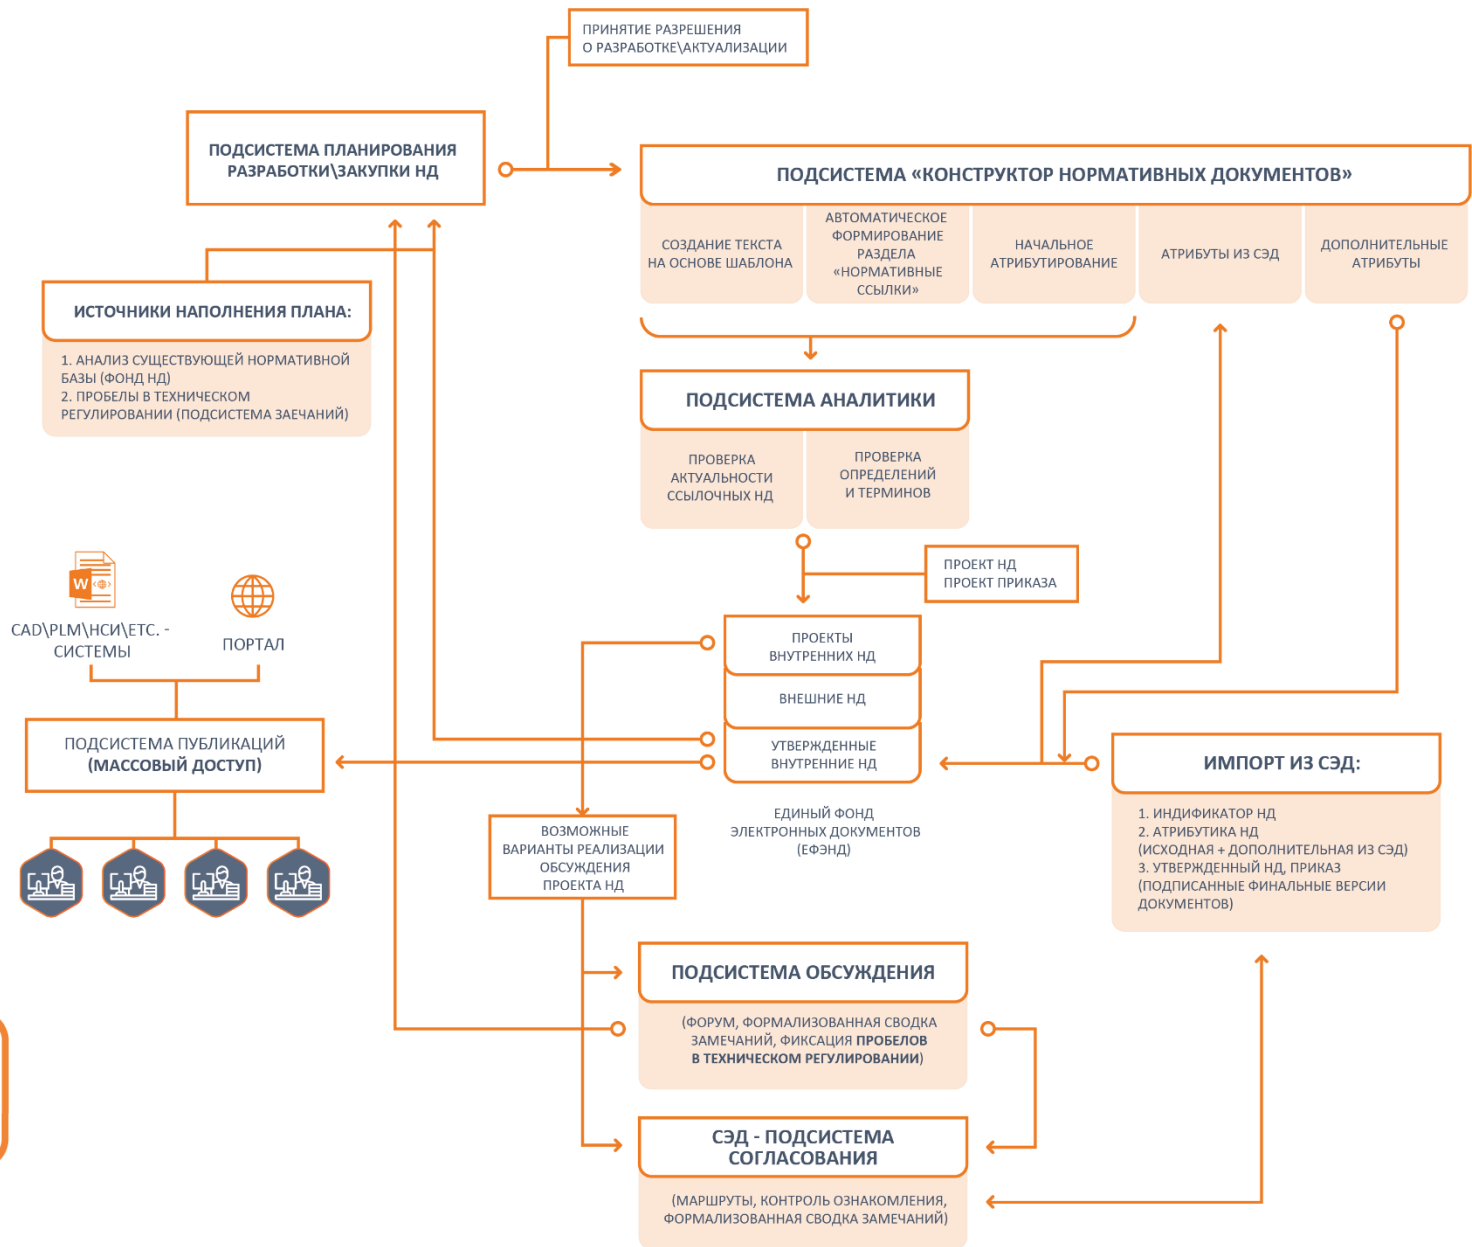 ПРИНЯТИЕ РАЗРЕШЕНИЯ
О РАЗРАБОТКЕ\АКТУАЛИЗАЦИИ
ПОДСИСТЕМА ПЛАНИРОВАНИЯ
РАЗРАБОТКИ\ЗАКУПКИ НД
ПОДСИСТЕМА «КОНСТРУКТОР НОРМАТИВНЫХ ДОКУМЕНТОВ»
СОЗДАНИЕ ТЕКСТА
НА ОСНОВЕ ШАБЛОНА
АВТОМАТИЧЕСКОЕ
ФОРМИРОВАНИЕ
РАЗДЕЛА
«НОРМАТИВНЫЕ
ССЫЛКИ»
НАЧАЛЬНОЕ
АТРИБУТИРОВАНИЕ
АТРИБУТЫ ИЗ СЭД
ДОПОЛНИТЕЛЬНЫЕ
АТРИБУТЫ
ИСТОЧНИКИ НАПОЛНЕНИЯ ПЛАНА:
1. АНАЛИЗ СУЩЕСТВУЮЩЕЙ НОРМАТИВНОЙ
БАЗЫ (ФОНД НД)
2. ПРОБЕЛЫ В ТЕХНИЧЕСКОМ
РЕГУЛИРОВАНИИ (ПОДСИСТЕМА ЗАЕЧАНИЙ)
ПОДСИСТЕМА АНАЛИТИКИ
ПРОВЕРКА
АКТУАЛЬНОСТИ
ССЫЛОЧНЫХ НД
ПРОВЕРКА
ОПРЕДЕЛЕНИЙ
И ТЕРМИНОВ
ПРОЕКТ НД
ПРОЕКТ ПРИКАЗА
W
CAD\PLM\НСИ\ETC. -
СИСТЕМЫ
ПОРТАЛ
ПРОЕКТЫ
ВНУТРЕННИХ НД
ВНЕШНИЕ НД
УТВЕРЖДЕННЫЕ
ВНУТРЕННИЕ НД
ЕДИНЫЙ ФОНД
ЭЛЕКТРОННЫХ ДОКУМЕНТОВ
(ЕФЭНД)
ПОДСИСТЕМА ПУБЛИКАЦИЙ
(МАССОВЫЙ ДОСТУП)
ИМПОРТ ИЗ СЭД:
1. ИНДИФИКАТОР НД
2. АТРИБУТИКА НД
(ИСХОДНАЯ + ДОПОЛНИТЕЛЬНАЯ ИЗ СЭД)
3. УТВЕРЖДЕННЫЙ НД, ПРИКАЗ
(ПОДПИСАННЫЕ ФИНАЛЬНЫЕ ВЕРСИИ
ДОКУМЕНТОВ)
ВОЗМОЖНЫЕ
ВАРИАНТЫ РЕАЛИЗАЦИИ
ОБСУЖДЕНИЯ
ПРОЕКТА НД
ПОДСИСТЕМА ОБСУЖДЕНИЯ
(ФОРУМ, ФОРМАЛИЗОВАННАЯ СВОДКА
ЗАМЕЧАНИЙ, ФИКСАЦИЯ ПРОБЕЛОВ
В ТЕХНИЧЕСКОМ РЕГУЛИРОВАНИИ)
СЭД - ПОДСИСТЕМА
СОГЛАСОВАНИЯ
(МАРШРУТЫ, КОНТРОЛЬ ОЗНАКОМЛЕНИЯ,
ФОРМАЛИЗОВАННАЯ СВОДКА ЗАМЕЧАНИЙ)